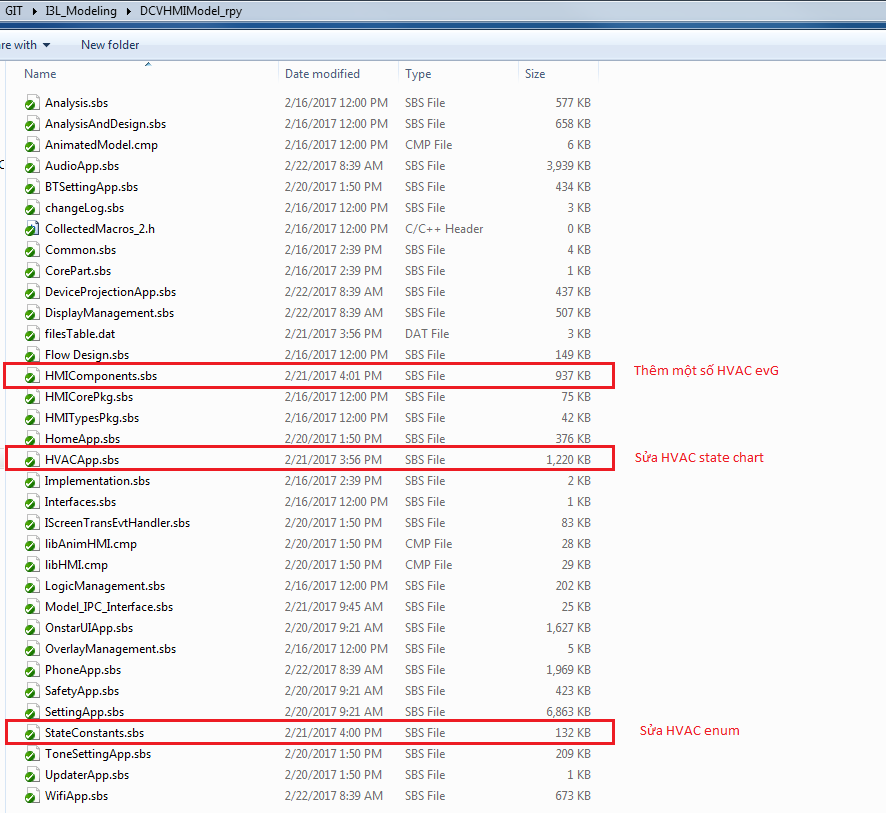 GIT ▸ I3L_Modeling ▸ DCVHMIModel_rpy
re with New folder
Name Date modified Type Size
Analysis.sbs 2/16/2017 12:00 PM SBS File 577 KB
AnalysisAndDesign.sbs 2/16/2017 12:00 PM SBS File 658 KB
AnimatedModel.cmp 2/16/2017 12:00 PM CMP File 6 KB
AudioApp.sbs 2/22/2017 8:39 AM SBS File 3,939 KB
BTSettingApp.sbs 2/20/2017 1:50 PM SBS File 434 KB
changeLog.sbs 2/16/2017 12:00 PM SBS File 3 KB
CollectedMacros_2.h 2/16/2017 12:00 PM C/C++ Header 0 KB
Common.sbs 2/16/2017 2:39 PM SBS File 4 KB
CorePart.sbs 2/16/2017 2:39 PM SBS File 1 KB
DeviceProjectionApp.sbs 2/22/2017 8:39 AM SBS File 437 KB
DisplayManagement.sbs 2/22/2017 8:39 AM SBS File 507 KB
filesTable.dat 2/21/2017 3:56 PM DAT File 3 KB
Flow Design.sbs 2/16/2017 12:00 PM SBS File 149 KB
HMIComponents.sbs 2/21/2017 4:01 PM SBS File 937 KB Thêm một số HVAC evG
HMICorePkg.sbs 2/16/2017 12:00 PM SBS File 75 KB
HMITypesPkg.sbs 2/16/2017 12:00 PM SBS File 42 KB
HomeApp.sbs 2/20/2017 1:50 PM SBS File 376 KB
HVACApp.sbs 2/21/2017 3:56 PM SBS File 1,220 KB Sửa HVAC state chart
Implementation.sbs 2/16/2017 2:39 PM SBS File 2 KB
Interfaces.sbs 2/16/2017 12:00 PM SBS File 1 KB
IScreenTransEvtHandler.sbs 2/20/2017 1:50 PM SBS File 83 KB
libAnimHMI.cmp 2/20/2017 1:50 PM CMP File 28 KB
libHMI.cmp 2/20/2017 1:50 PM CMP File 29 KB
LogicManagement.sbs 2/16/2017 12:00 PM SBS File 202 KB
Model_IPC_Interface.sbs 2/21/2017 9:45 AM SBS File 25 KB
OnstarUIApp.sbs 2/20/2017 9:21 AM SBS File 1,627 KB
OverlayManagement.sbs 2/16/2017 12:00 PM SBS File 5 KB
PhoneApp.sbs 2/22/2017 8:39 AM SBS File 1,969 KB
SafetyApp.sbs 2/20/2017 9:21 AM SBS File 423 KB
SettingApp.sbs 2/20/2017 9:21 AM SBS File 6,863 KB
StateConstants.sbs 2/21/2017 4:00 PM SBS File 132 KB Sửa HVAC enum
ToneSettingApp.sbs 2/20/2017 1:50 PM SBS File 209 KB
UpdaterApp.sbs 2/20/2017 1:50 PM SBS File 1 KB
WifiApp.sbs 2/22/2017 8:39 AM SBS File 673 KB